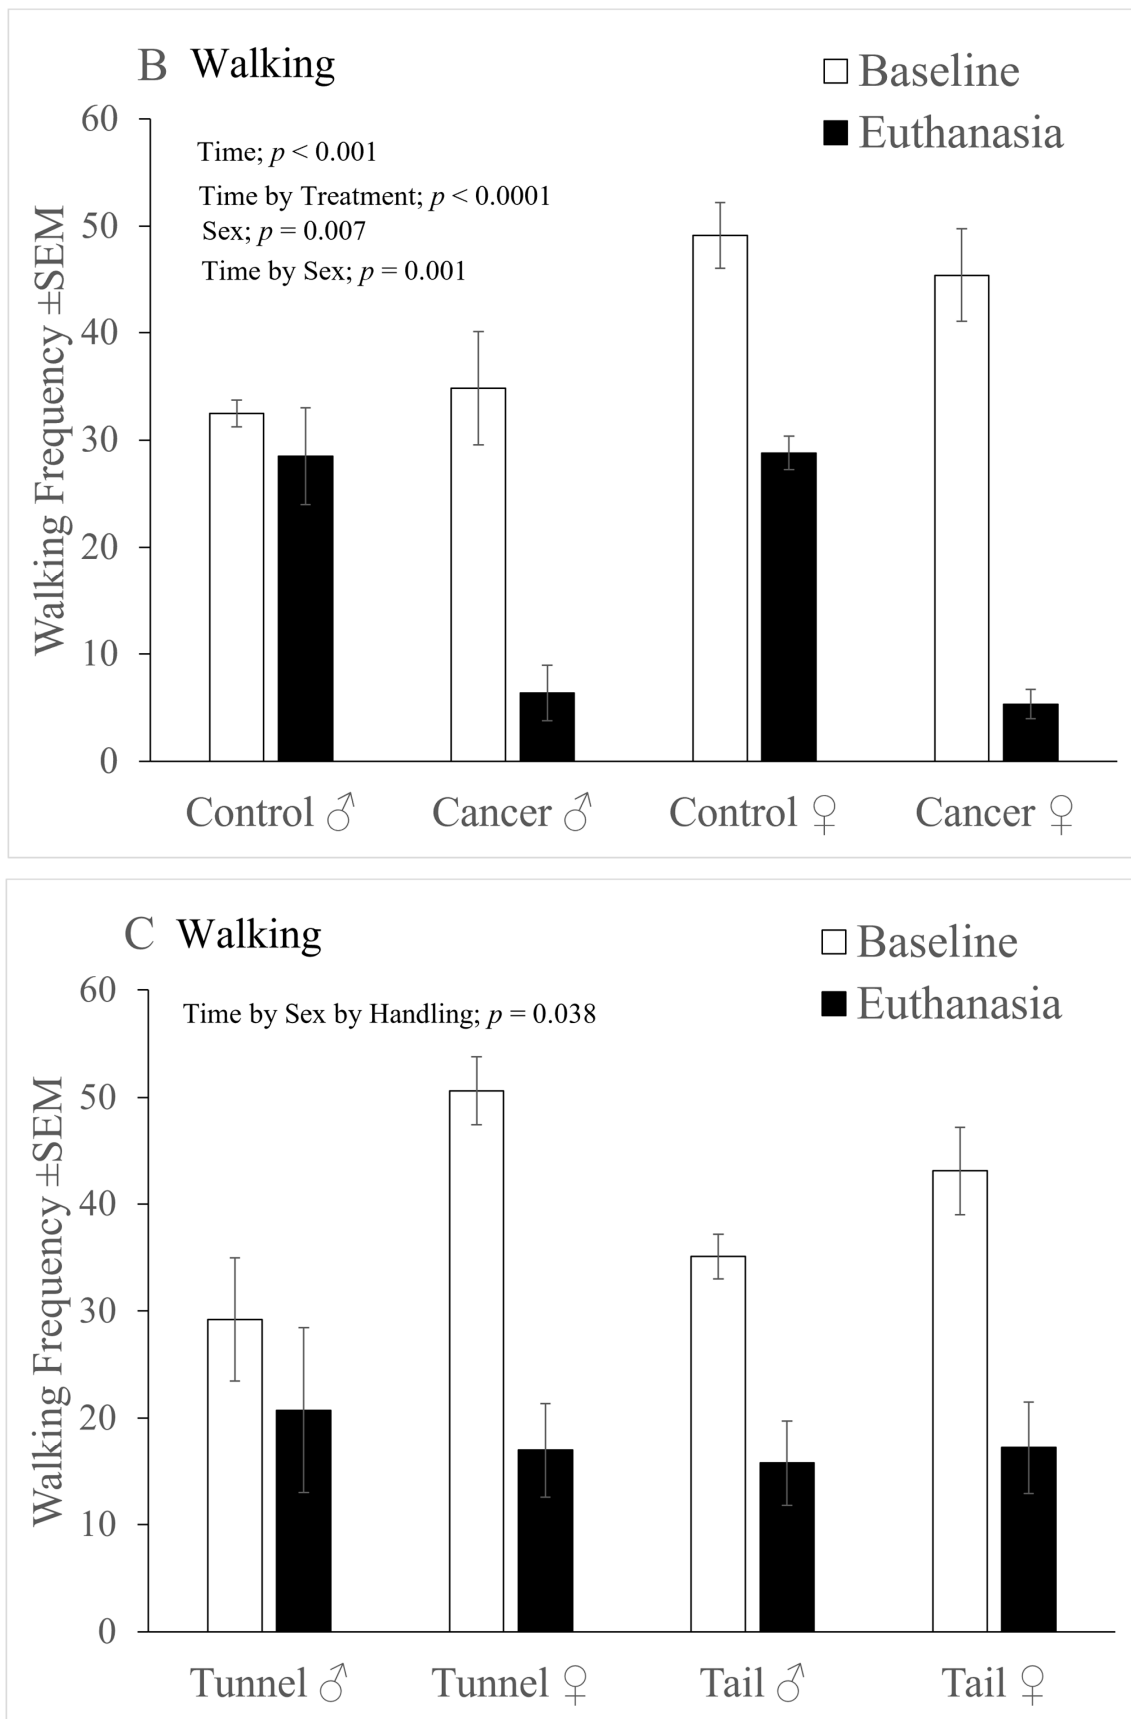 B Walking
Baseline
Euthanasia
60
50
40
30
20
10
0
Walking Frequency ±SEM
Time; p < 0.001
Time by Treatment; p < 0.0001
Sex; p = 0.007
Time by Sex; p = 0.001
Control ♂ Cancer ♂ Control ♀ Cancer ♀
C Walking
Baseline
Euthanasia
60
50
40
30
20
10
0
Walking Frequency ±SEM
Time by Sex by Handling; p = 0.038
Tunnel ♂ Tunnel ♀ Tail ♂ Tail ♀